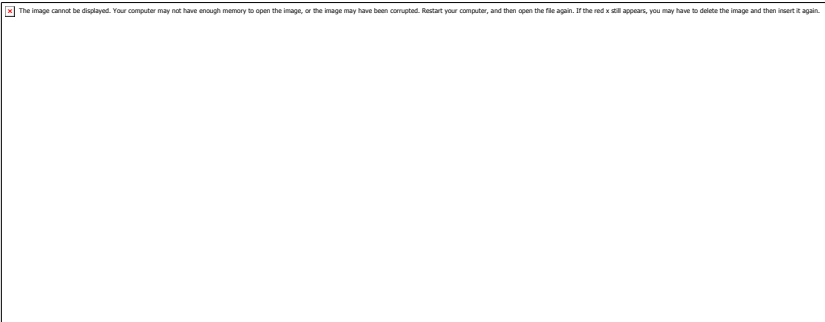 The image cannot be displayed. Your computer may not have enough memory to open the image, or the image may have been corrupted. Restart your computer, and then open the file again. If the red x still appears, you may have to delete the image and then insert it again.